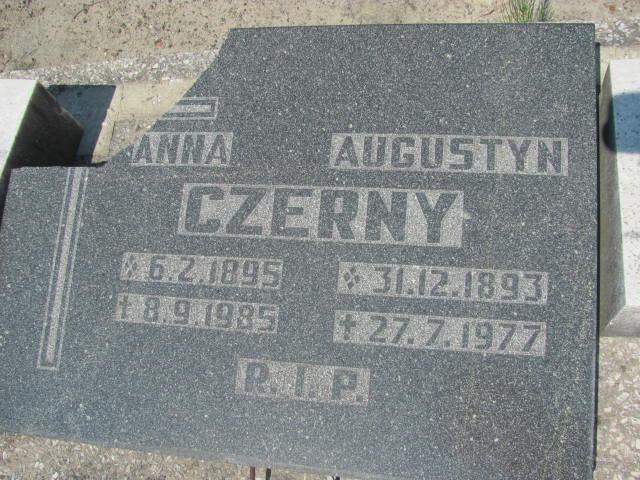 ANNA AUGUSTYN
CZERNY
* 6.2.1895 * 31.12.1893
† 8.9.1985 † 27.7.1977
R.I.P.